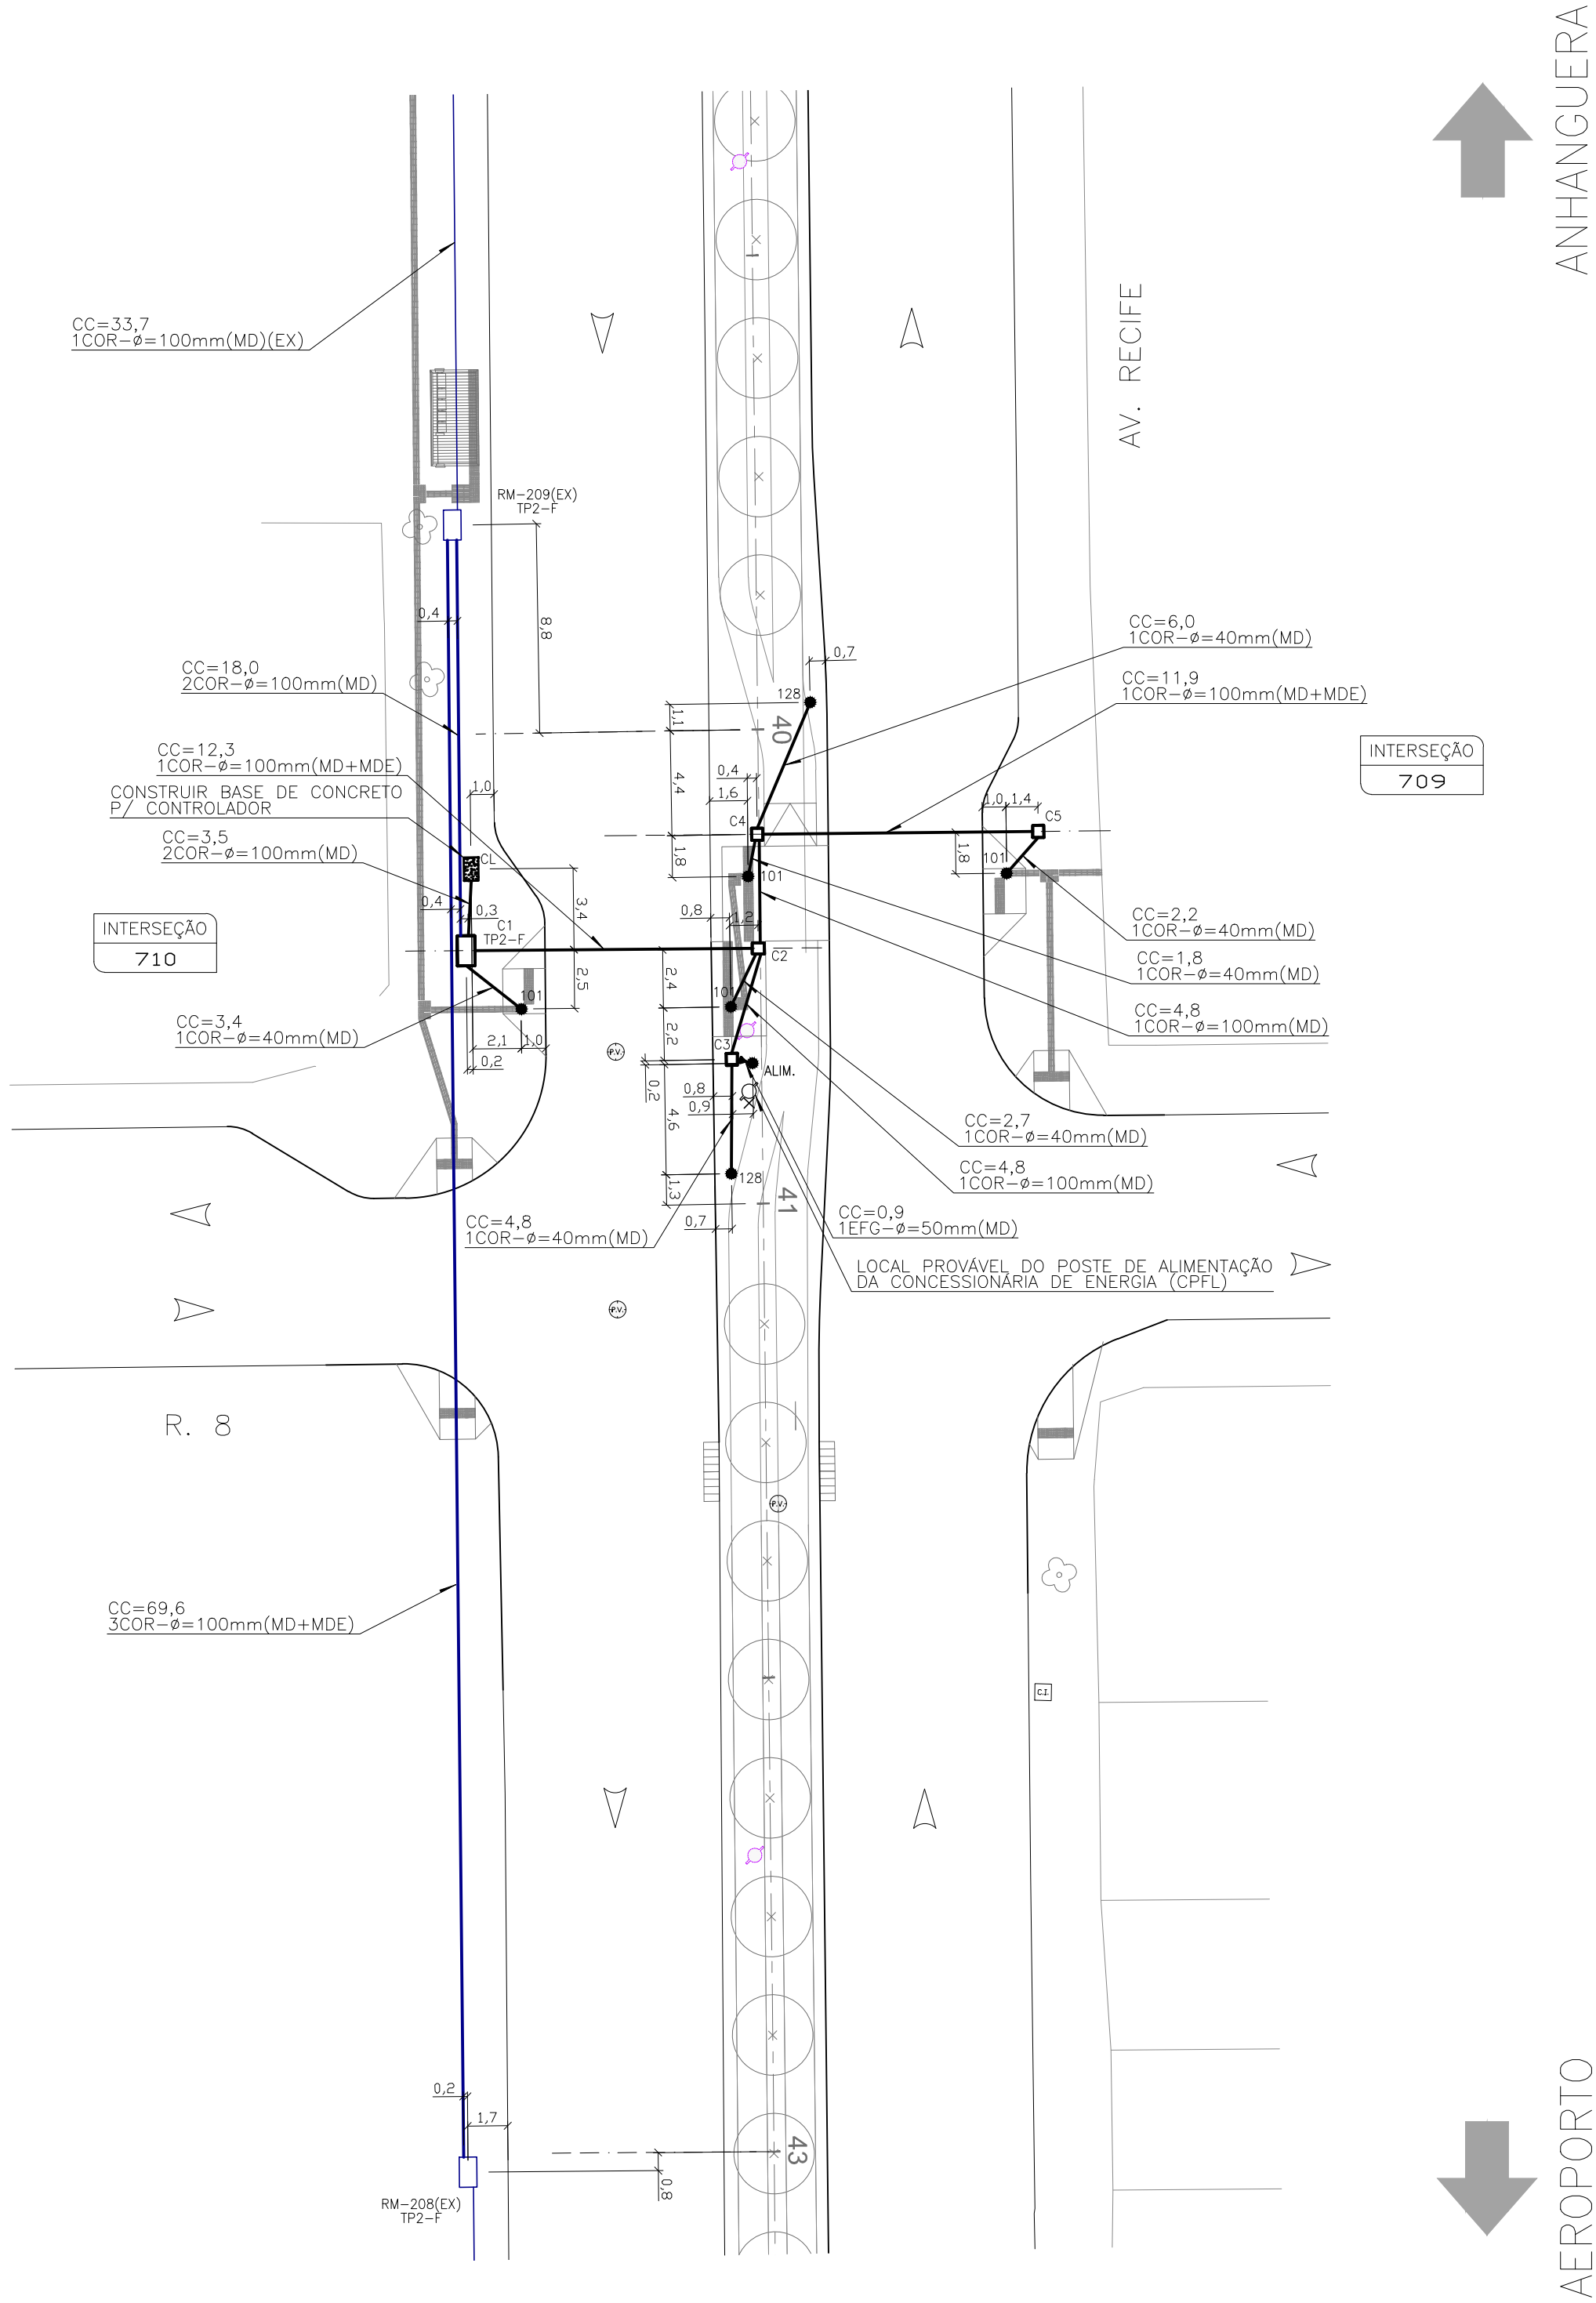 ANHANGUERA
AV. RECIFE
CC=33,7
1COR-ø=100mm(MD)(EX)
RM-209(EX)
TP2-F
0,4
8,8
CC=6,0
1COR-ø=40mm(MD)
0,7
CC=18,0
2COR-ø=100mm(MD)
CC=11,9
1COR-ø=100mm(MD+MDE)
128
1,1
40
CC=12,3
1COR-ø=100mm(MD+MDE)
INTERSEÇÃO
709
CONSTRUIR BASE DE CONCRETO
P/ CONTROLADOR
1,0
0,4
4,4
1,6
1,0
1,4
C4
C5
CC=3,5
2COR-ø=100mm(MD)
CL
1,8
101
1,8
101
0,4
0,3
3,4
C1
TP2-F
0,8
1,2
CC=2,2
1COR-ø=40mm(MD)
INTERSEÇÃO
710
C2
CC=1,8
1COR-ø=40mm(MD)
2,5
2,4
101
101
CC=4,8
1COR-ø=100mm(MD)
CC=3,4
1COR-ø=40mm(MD)
2,1
1,0
0,2
2,2
C3
P.V.
ALIM.
0,2
0,8
0,9
4,6
CC=2,7
1COR-ø=40mm(MD)
CC=4,8
1COR-ø=100mm(MD)
128
1,3
41
0,7
CC=4,8
1COR-ø=40mm(MD)
CC=0,9
1EFG-ø=50mm(MD)
LOCAL PROVÁVEL DO POSTE DE ALIMENTAÇÃO
DA CONCESSIONÁRIA DE ENERGIA (CPFL)
P.V.
R. 8
P.V.
CC=69,6
3COR-ø=100mm(MD+MDE)
C.I.
0,2
1,7
43
0,8
RM-208(EX)
TP2-F
AEROPORTO